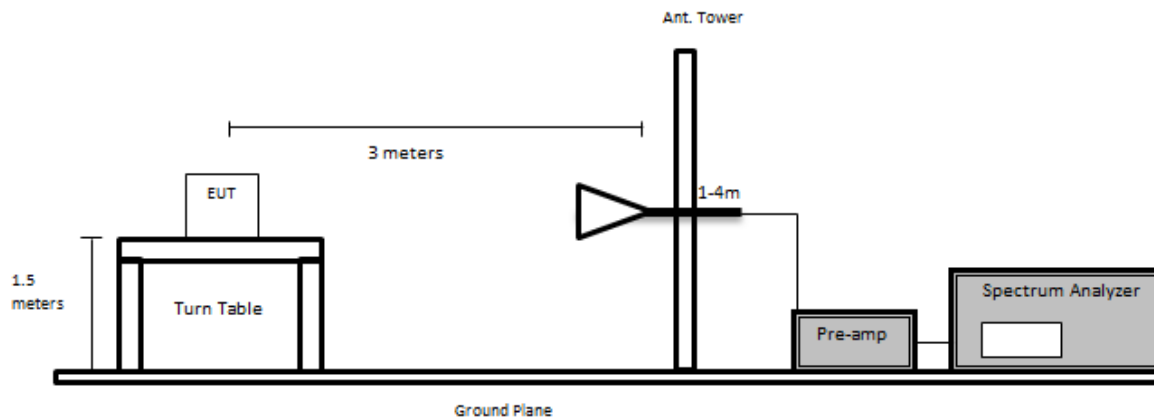 Ant. Tower
3 meters
EUT
1-4m
1.5
meters
Turn Table
Spectrum Analyzer
Pre-amp
Ground Plane